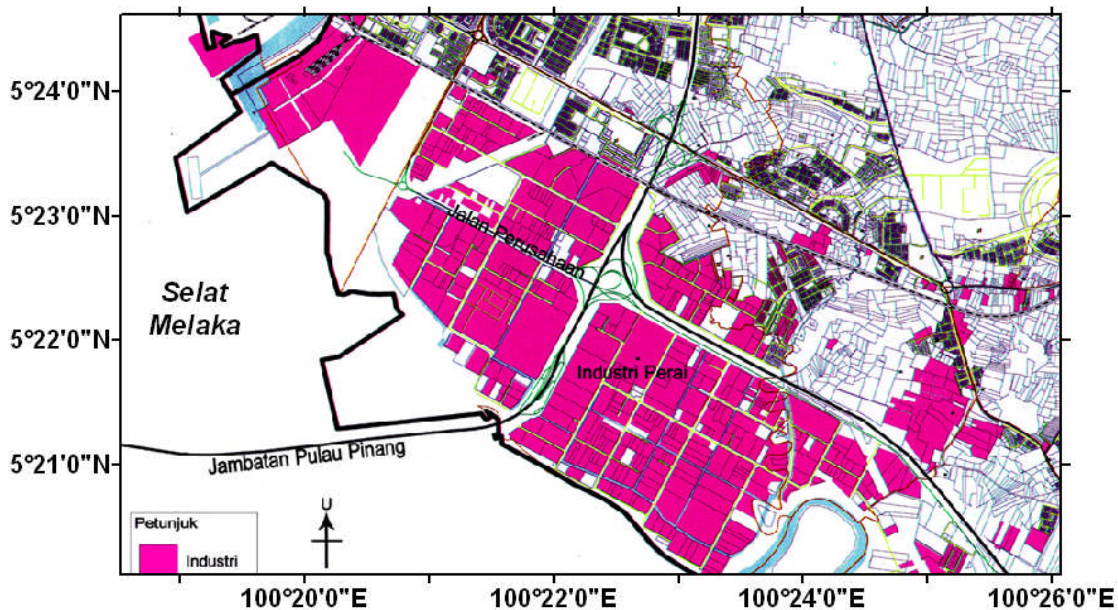 5°24'0"N
5°23'0"N
5°22'0"N
5°21'0"N
Jalan Perusahaan
Selat
Melaka
Industri Perai
Jambatan Pulau Pinang
U
Petunjuk
Industri
100°20'0"E
100°22'0"E
100°24'0"E
100°26'0"E